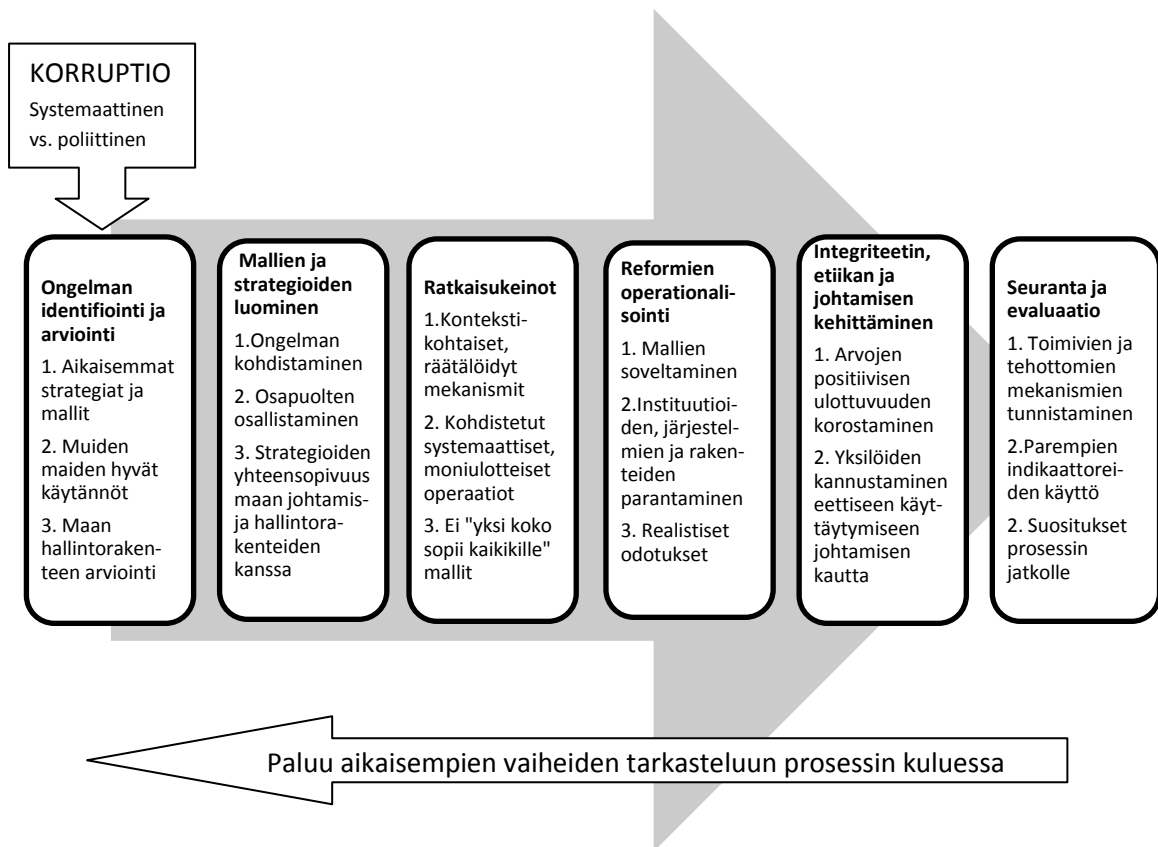 KORRUPTIO
Systemaattinen
vs. poliittinen
Ongelman
identifiointi ja
arviointi
1. Aikaisemmat
strategiat ja
mallit
2. Muiden
maiden hyvät
käytännöt
3. Maan
hallintoraken-
teen arviointi
Mallien ja
strategioiden
luominen
1.Ongelman
kohdistaminen
2. Osapuolten
osallistaminen
3. Strategioiden
yhteensopivuus
maan johtamis-
ja hallintora-
kenteiden
kanssa
Ratkaisukeinot
1.Konteksti-
kohtaiset,
räätälöidyt
mekanismit
2. Kohdistetut
systemaattiset,
moniulotteiset
operaatiot
3. Ei "yksi koko
sopii kaikikille"
mallit
Reformien
operationali-
sointi
1. Mallien
soveltaminen
2.Instituutioi-
den, järjestel-
mien ja raken-
teiden
parantaminen
3. Realistiset
odotukset
Integriteetin,
etiikan ja
johtamisen
kehittäminen
1. Arvojen
positiivisen
ulottuvuuden
korostaminen
2. Yksilöiden
kannustaminen
eettiseen käyt-
täytymiseen
johtamisen
kautta
Seuranta ja
evaluaatio
1. Toimivien ja
tehottomien
mekanismien
tunnistaminen
2.Parempien
indikaattorei-
den käyttö
2. Suositukset
prosessin
jatkolle
Paluu aikaisempien vaiheiden tarkasteluun prosessin kuluessa